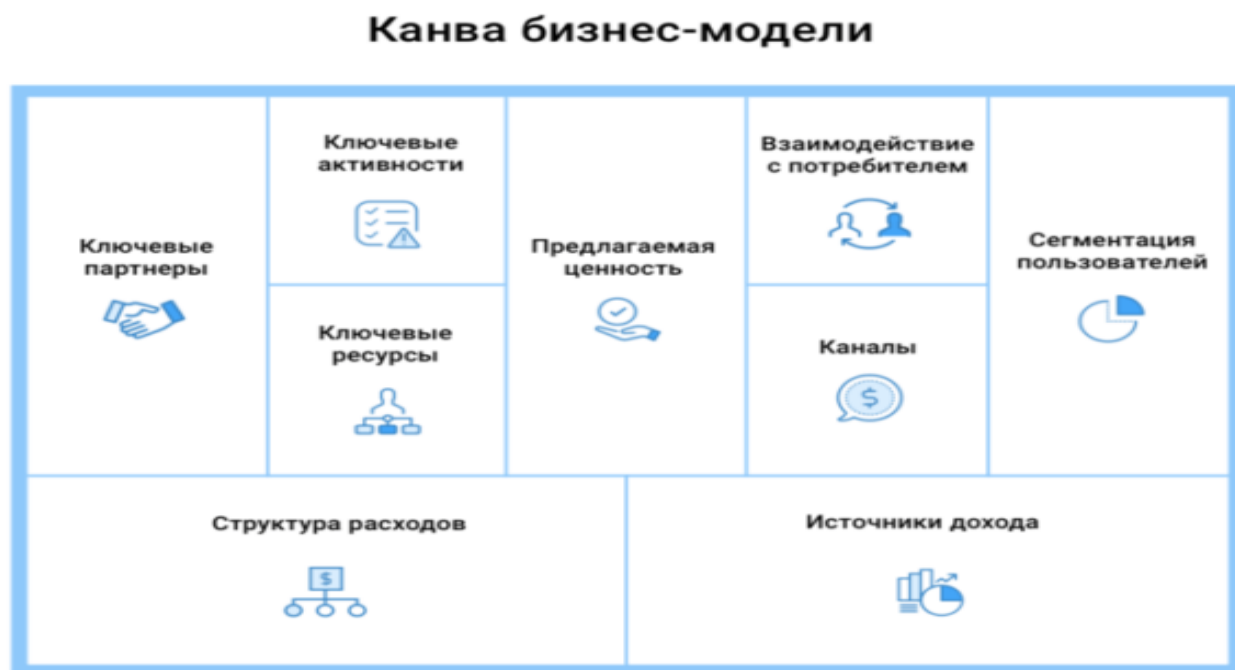 Канва бизнес-модели
Ключевые
партнеры
Ключевые
активности
Ключевые
ресурсы
Предлагаемая
ценность
Взаимодействие
с потребителем
Каналы
$
Сегментация
пользователей
Структура расходов
$
Источники дохода